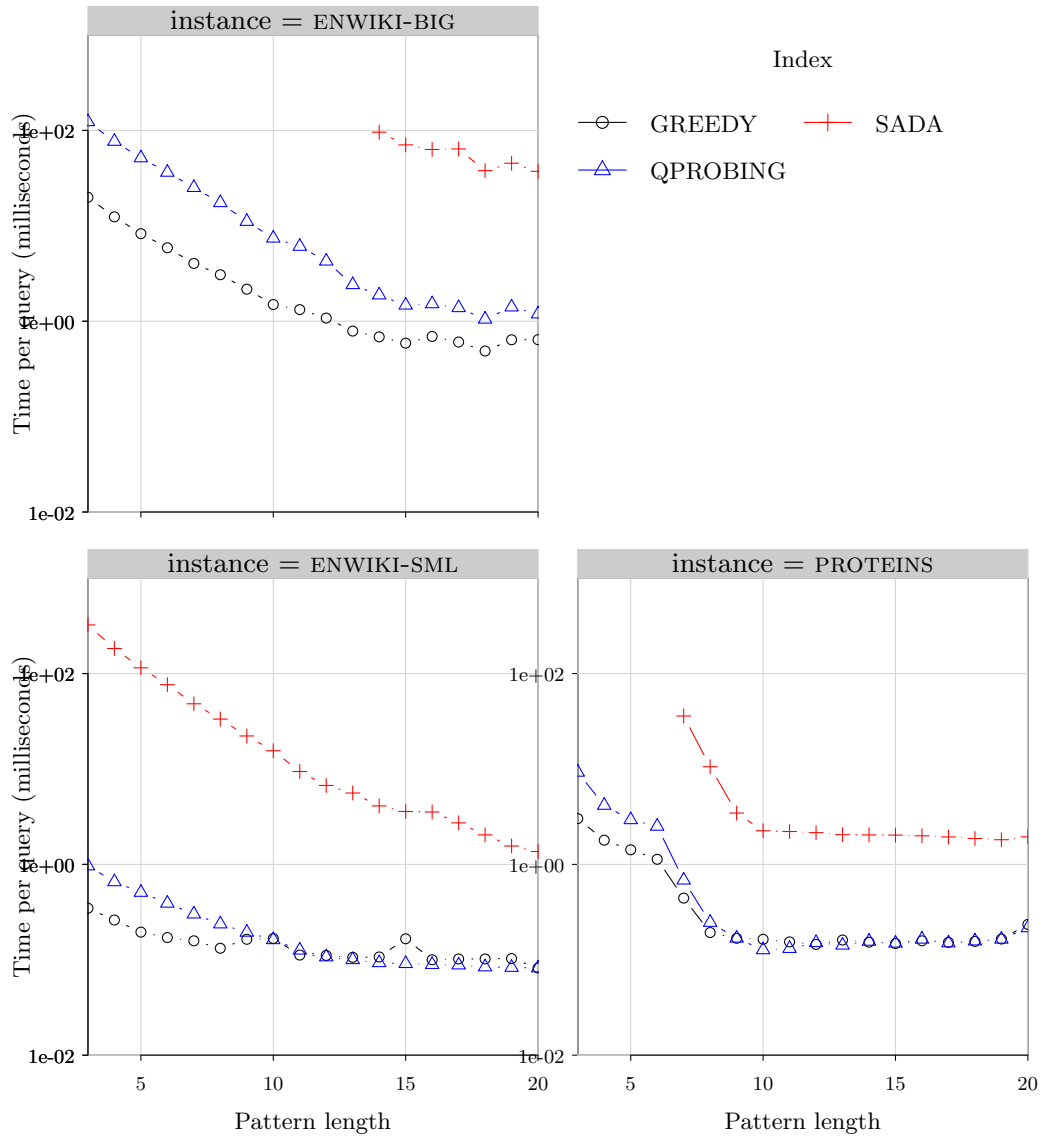 instance = ENWIKI-BIG
Index
GREEDY
SADA
QPROBING
Time per query (milliseconds)
1e+02
1e+00
1e-02
instance = ENWIKI-SML
instance = PROTEINS
Time per query (milliseconds)
1e+02
1e+00
1e-02
1e+02
1e+00
1e-02
5
10
15
20
5
10
15
20
Pattern length
Pattern length